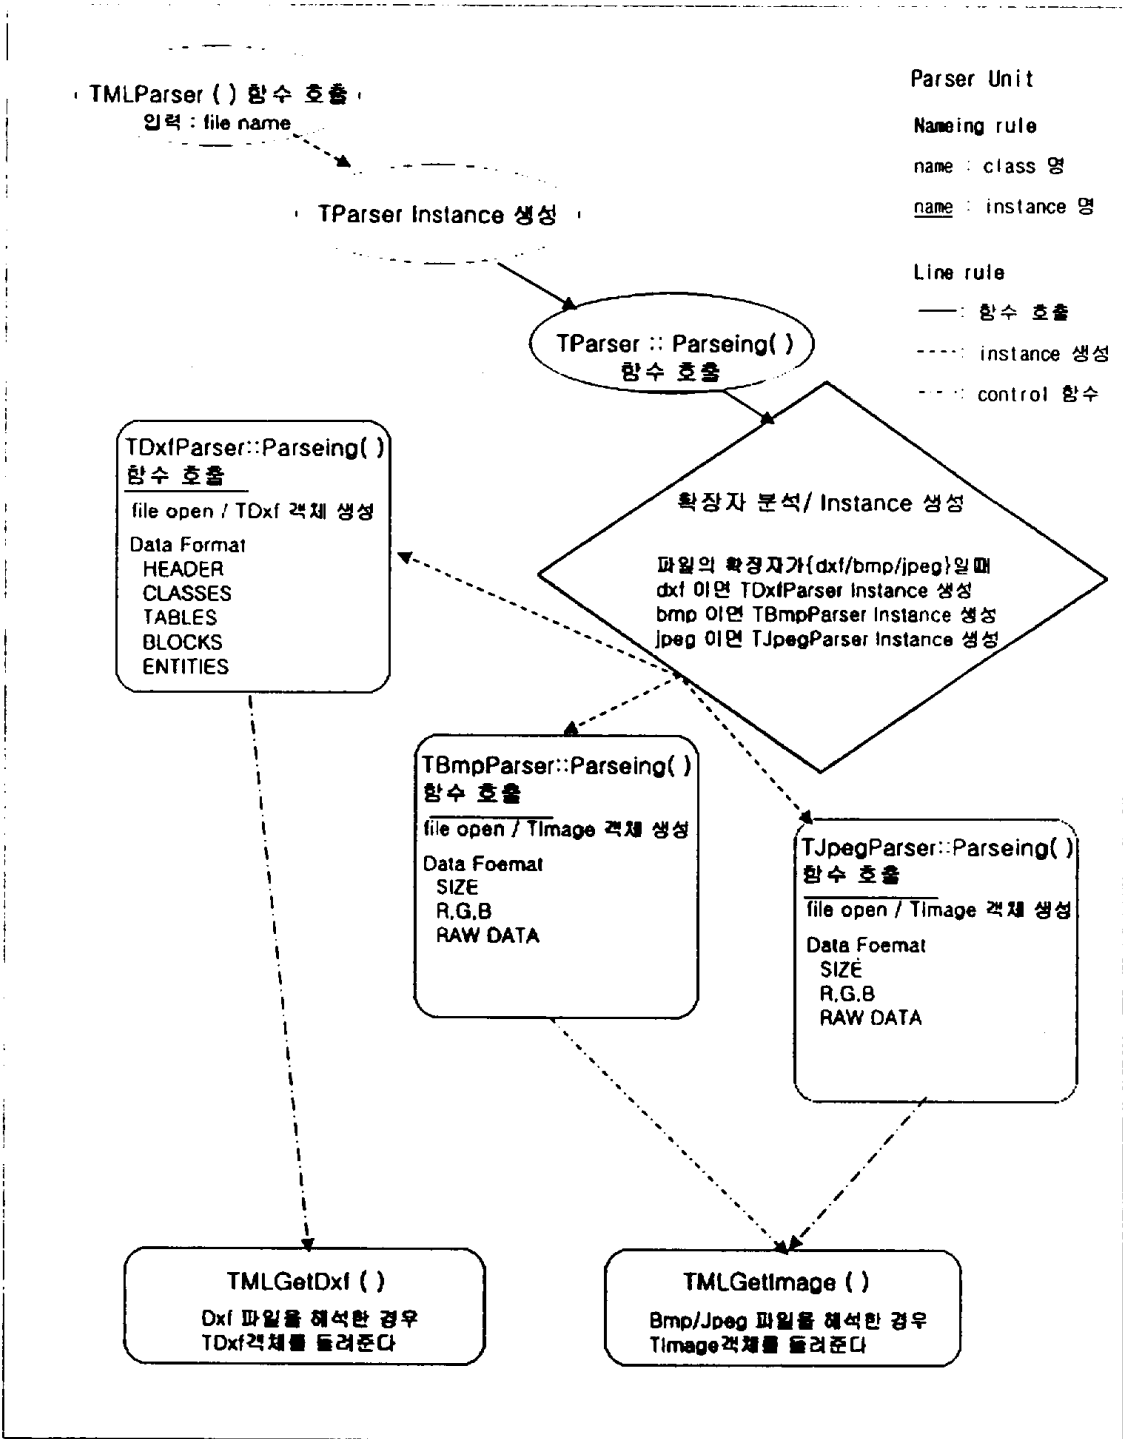 TMLParser ( ) 함수 호출
입력 : file name
TParser Instance 생성
TParser :: Parseing( )
함수 호출
Parser Unit
Nameing rule
name : class 명
name : instance 명
Line rule
──: 함수 호출
----: instance 생성
-·-·: control 함수
확장자 분석/ Instance 생성
파일의 확장자가{dxf/bmp/jpeg}일때
dxf 이면 TDxfParser Instance 생성
bmp 이면 TBmpParser Instance 생성
jpeg 이면 TJpegParser Instance 생성
TDxfParser::Parseing( )
함수 호출
file open / TDxf 객체 생성
Data Format
HEADER
CLASSES
TABLES
BLOCKS
ENTITIES
TBmpParser::Parseing( )
함수 호출
file open / TImage 객체 생성
Data Foemat
SIZE
R,G,B
RAW DATA
TJpegParser::Parseing( )
함수 호출
file open / TImage 객체 생성
Data Foemat
SIZE
R,G,B
RAW DATA
TMLGetDxf ( )
Dxf 파일을 해석한 경우
TDxf객체를 돌려준다
TMLGetImage ( )
Bmp/Jpeg 파일을 해석한 경우
TImage객체를 돌려준다